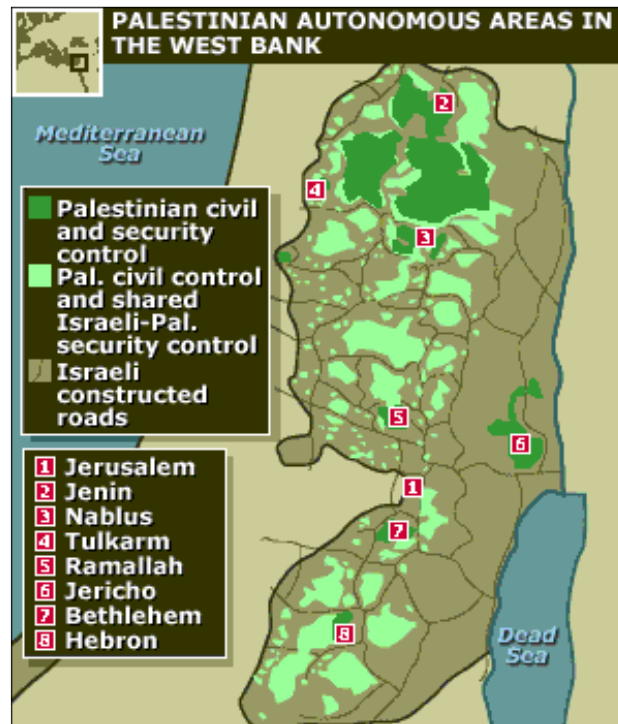 PALESTINIAN AUTONOMOUS AREAS IN
THE WEST BANK
Mediterranean
Sea
Palestinian civil
and security
control
Pal. civil control
and shared
Israeli-Pal.
security control
Israeli
constructed
roads
1 Jerusalem
2 Jenin
3 Nablus
4 Tulkarm
5 Ramallah
6 Jericho
7 Bethlehem
8 Hebron
2
4
3
5
6
1
7
8
Dead
Sea